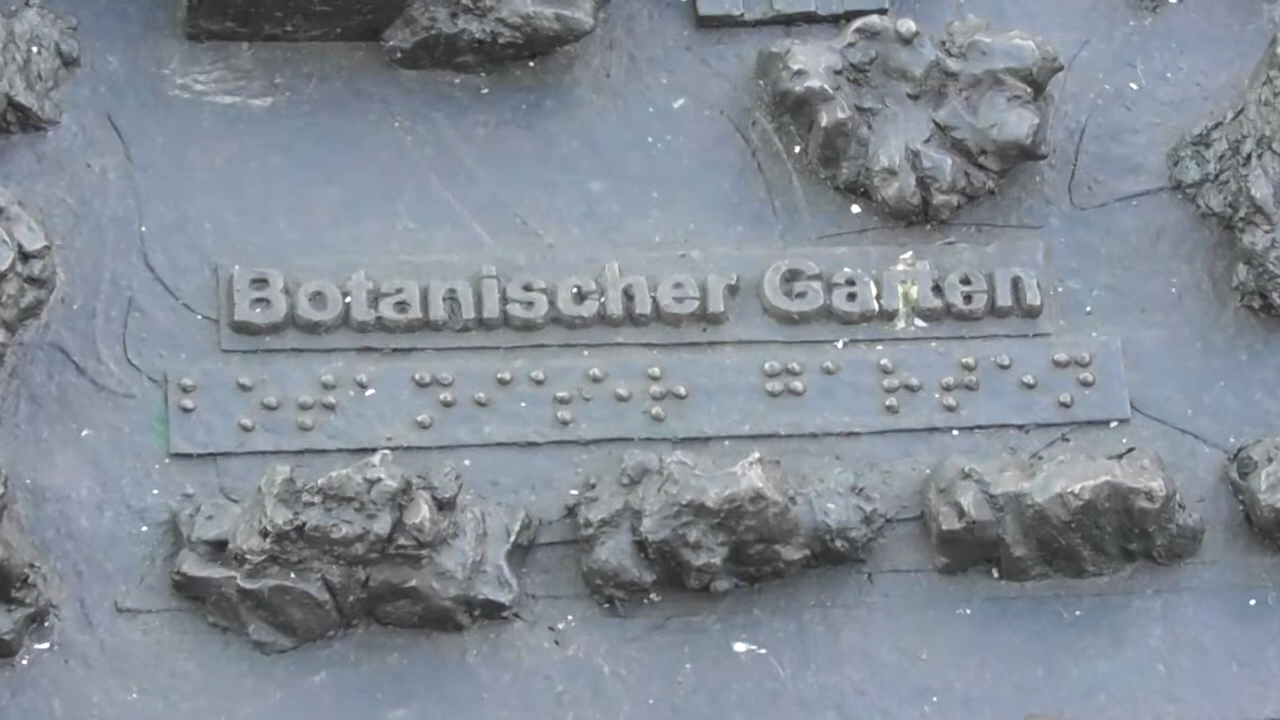 Botanischer Garten
⠃⠕⠞⠁⠝⠊⠱⠑⠗ ⠛⠁⠗⠞⠑⠝